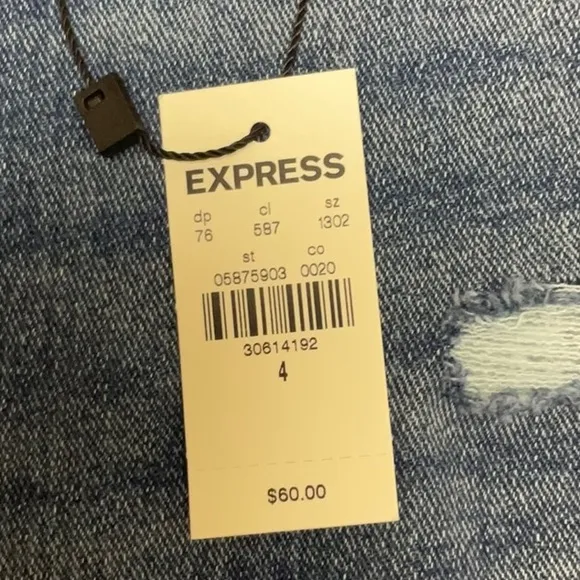 EXPRESS
dp cl sz
76 587 1302
st co
05875903 0020
30614192
4
$60.00